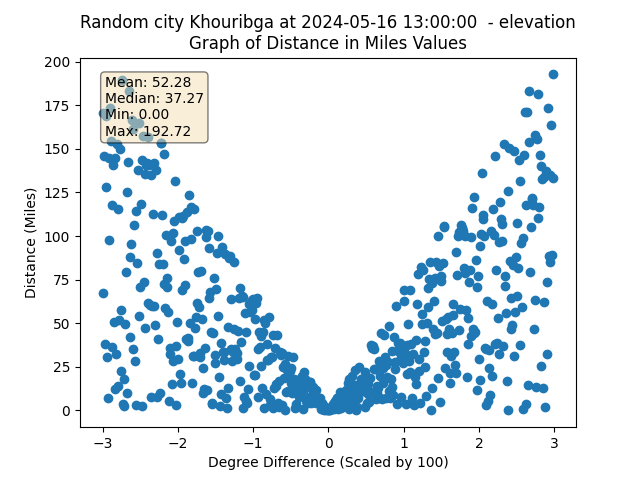 Random city Khouribga at 2024-05-16 13:00:00  - elevation
Graph of Distance in Miles Values
Mean: 52.28
Median: 37.27
Min: 0.00
Max: 192.72
Distance (Miles)
200
175
150
125
100
75
50
25
0
−3
−2
−1
0
1
2
3
Degree Difference (Scaled by 100)